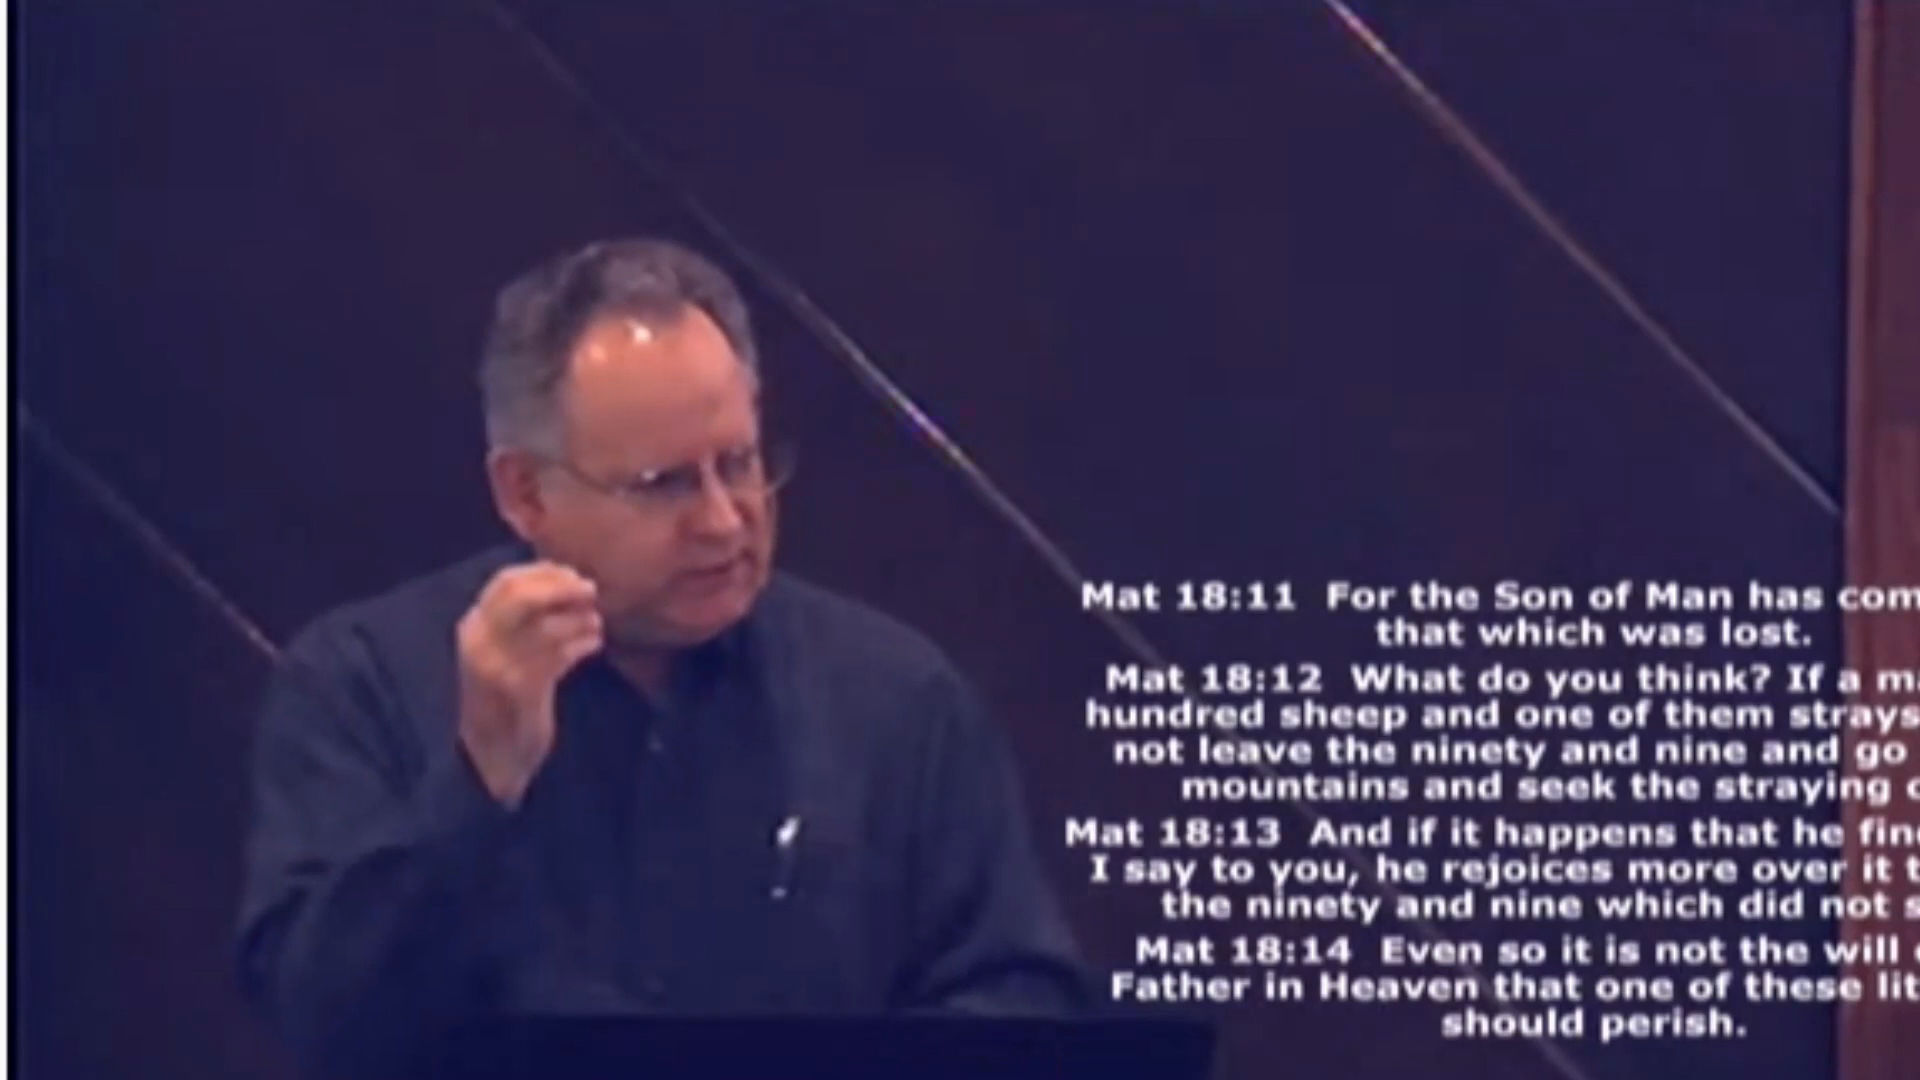 Mat 18:11  For the Son of Man has com
that which was lost.
Mat 18:12  What do you think? If a ma
hundred sheep and one of them strays
not leave the ninety and nine and go
mountains and seek the straying o
Mat 18:13  And if it happens that he find
I say to you, he rejoices more over it t
the ninety and nine which did not s
Mat 18:14  Even so it is not the will o
Father in Heaven that one of these lit
should perish.